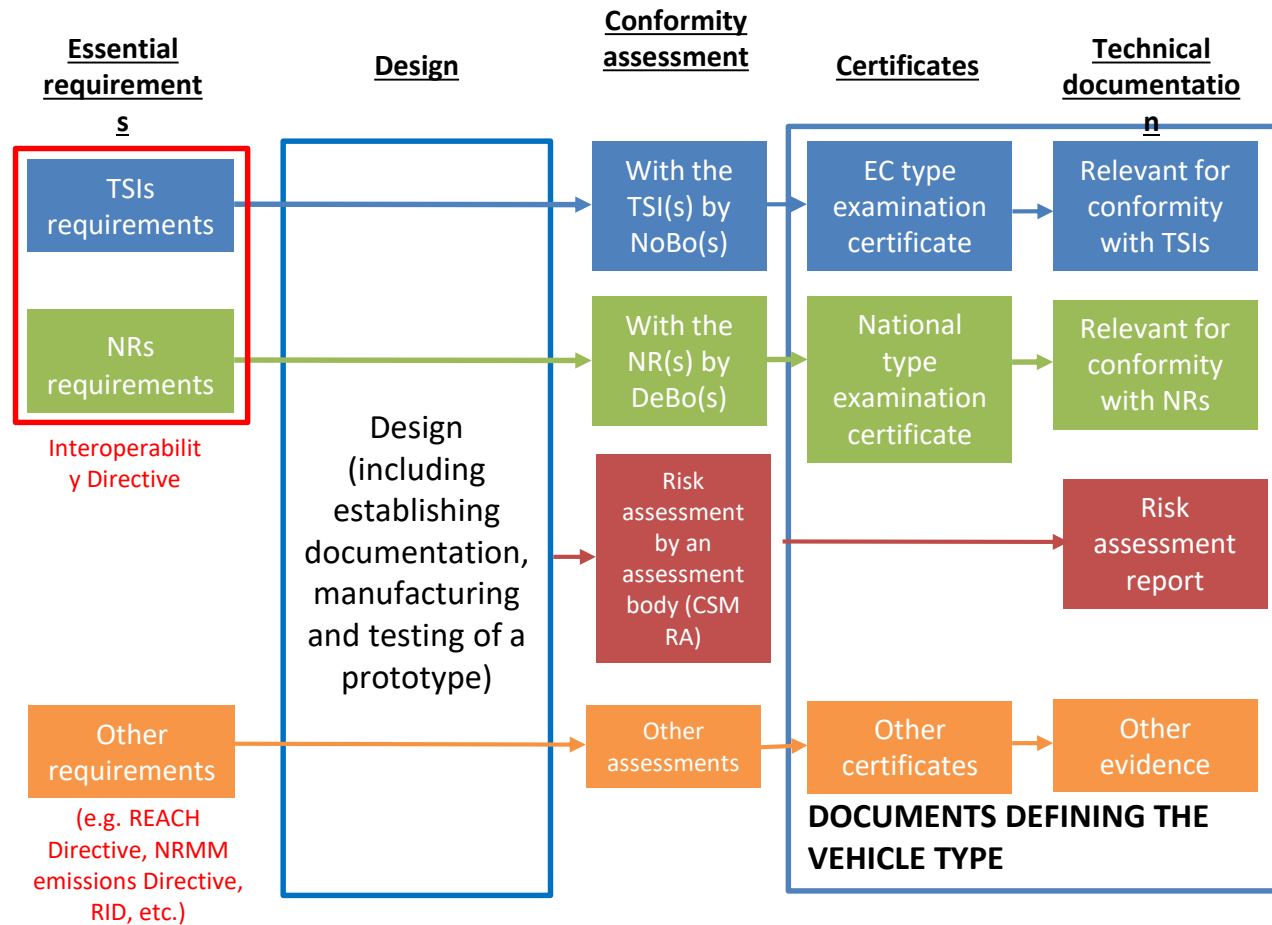 Essential
requirement
s
Design
Conformity
assessment
Certificates
Technical
documentatio
n
TSIs
requirements
With the
TSI(s) by
NoBo(s)
EC type
examination
certificate
Relevant for
conformity
with TSIs
NRs
requirements
With the
NR(s) by
DeBo(s)
National
type
examination
certificate
Relevant for
conformity
with NRs
Interoperabilit
y Directive
Design
(including
establishing
documentation,
manufacturing
and testing of a
prototype)
Risk
assessment
by an
assessment
body (CSM
RA)
Risk
assessment
report
Other
requirements
Other
assessments
Other
certificates
Other
evidence
(e.g. REACH
Directive, NRMM
emissions Directive,
RID, etc.)
DOCUMENTS DEFINING THE
VEHICLE TYPE